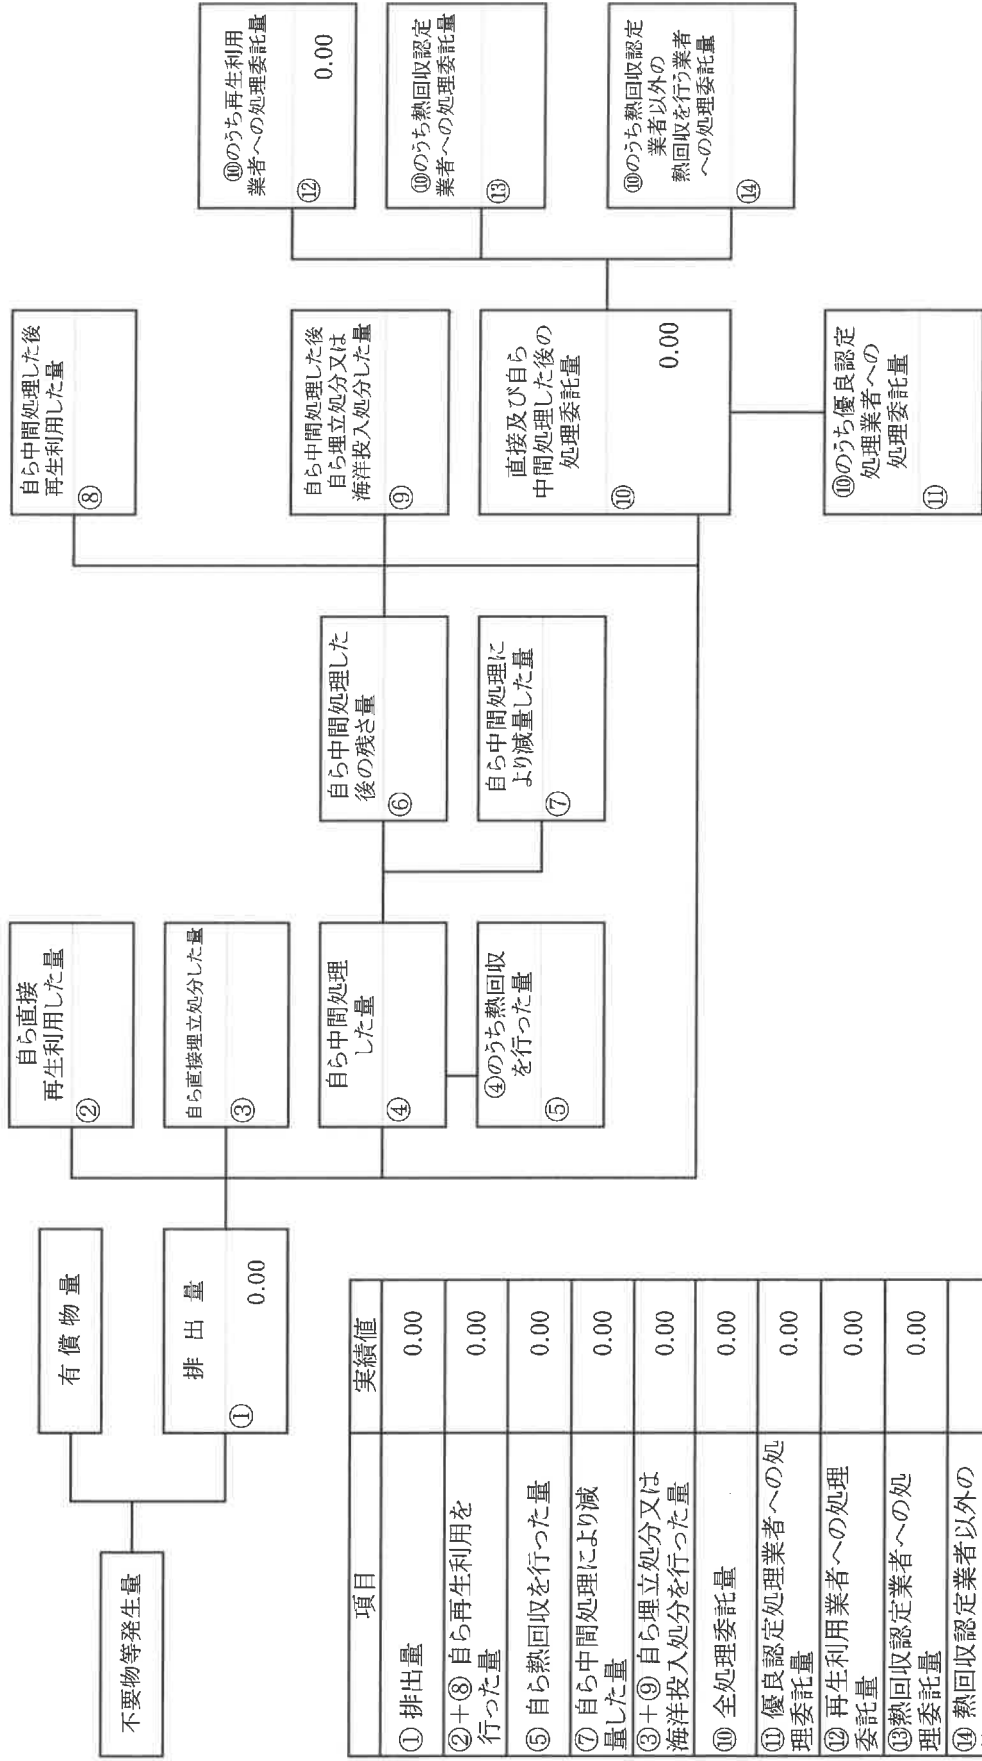 不要物等発生量
有償物量
排出量
①
0.00
自ら直接
再生利用した量
②
自ら直接埋立処分した量
③
自ら中間処理
した量
④
④のうち熱回収
を行った量
⑤
自ら中間処理した
後の残さ量
⑥
自ら中間処理に
より減量した量
⑦
自ら中間処理した後
再生利用した量
⑧
自ら中間処理した後
自ら埋立処分又は
海洋投入処分した量
⑨
直接及び自ら
中間処理した後の
処理委託量
⑩
0.00
⑩のうち優良認定
処理業者への
処理委託量
⑪
⑩のうち再生利用
業者への処理委託量
⑫
0.00
⑩のうち熱回収認定
業者への処理委託量
⑬
⑩のうち熱回収認定
業者以外の
熱回収を行う業者
への処理委託量
⑭
項目 実績値
① 排出量 0.00
②+⑧ 自ら再生利用を
行った量 0.00
⑤ 自ら熱回収を行った量 0.00
⑦ 自ら中間処理により減
量した量 0.00
③+⑨ 自ら埋立処分又は
海洋投入処分を行った量 0.00
⑩ 全処理委託量 0.00
⑪ 優良認定処理業者への処
理委託量 0.00
⑫ 再生利用業者への処理
委託量 0.00
⑬熱回収認定業者への処
理委託量 0.00
⑭ 熱回収認定業者以外の